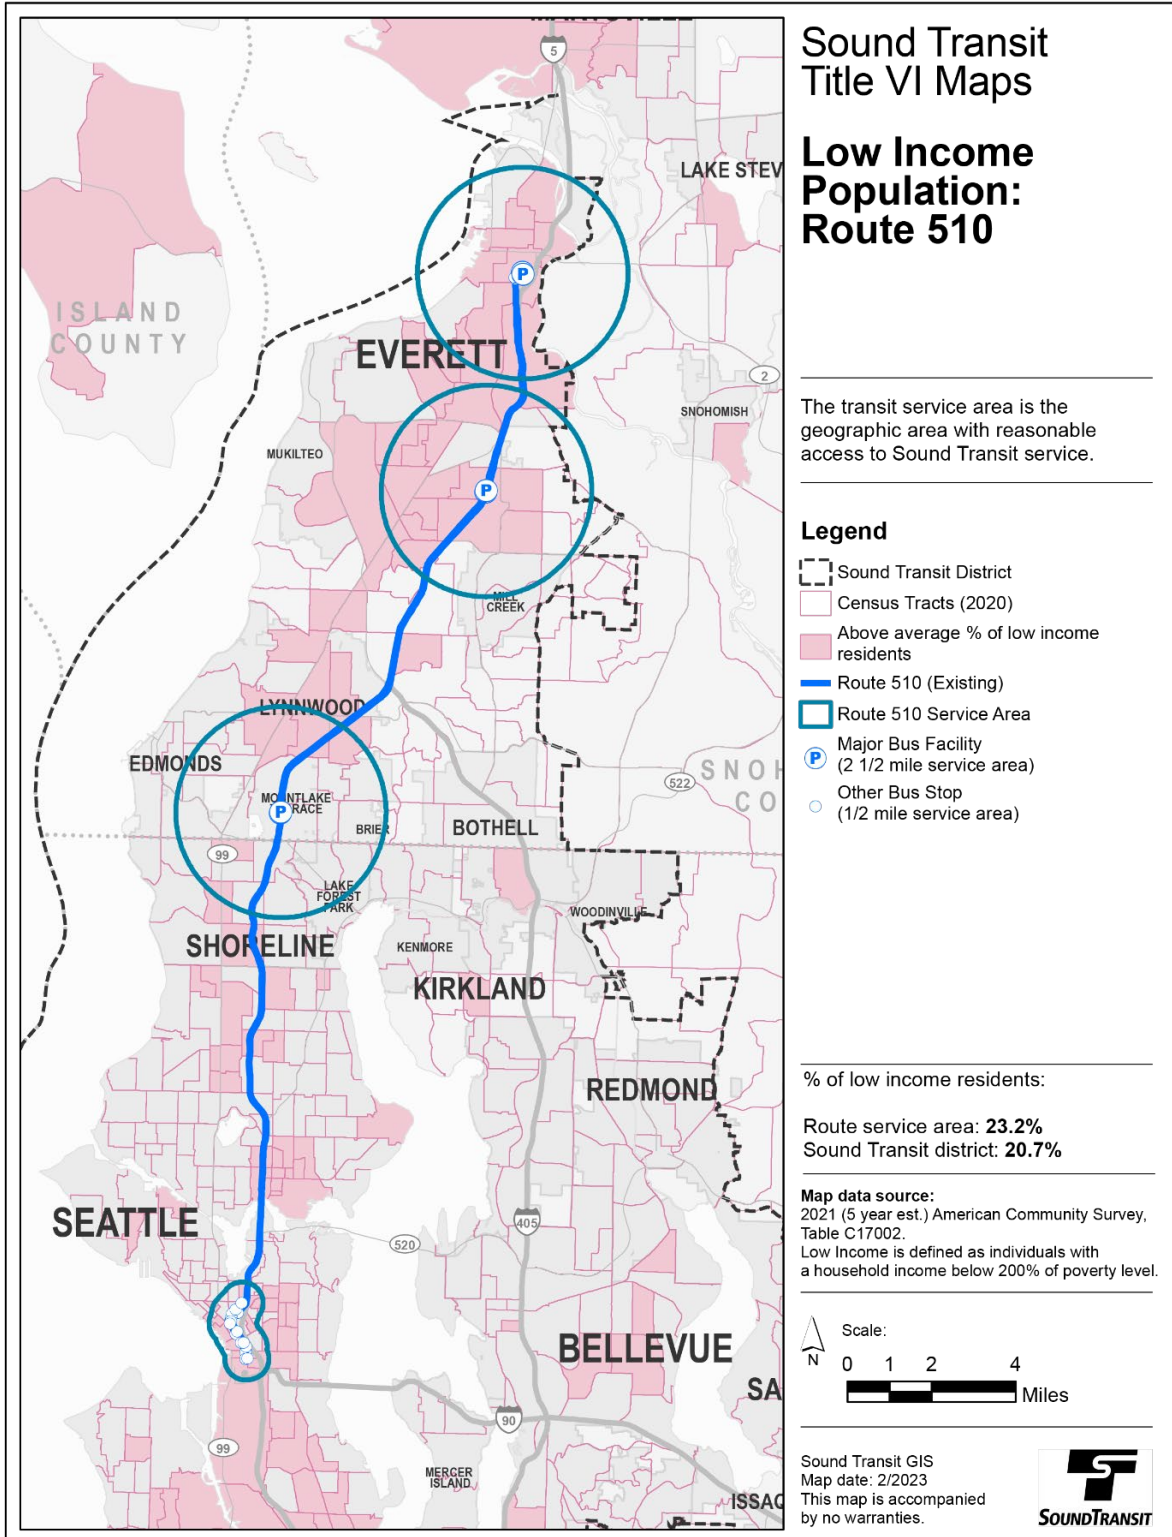 Sound Transit
Title VI Maps
Low Income
Population:
Route 510
The transit service area is the
geographic area with reasonable
access to Sound Transit service.
Legend
Sound Transit District
Census Tracts (2020)
Above average % of low income
residents
Route 510 (Existing)
Route 510 Service Area
P
Major Bus Facility
(2 1/2 mile service area)
Other Bus Stop
(1/2 mile service area)
% of low income residents:
Route service area: 23.2%
Sound Transit district: 20.7%
Map data source:
2021 (5 year est.) American Community Survey,
Table C17002.
Low Income is defined as individuals with
a household income below 200% of poverty level.
N
Scale:
0 1 2 4
Miles
Sound Transit GIS
Map date: 2/2023
This map is accompanied
by no warranties.
SOUNDTRANSIT
5
LAKE STEV
P
ISLAND
COUNTY
EVERETT
2
SNOHOMISH
MUKILTEO
P
MILL
CREEK
LYNNWOOD
EDMONDS
SNOH
CO
522
P
BRIER
BOTHELL
99
LAKE
FOREST
PARK
WOODINVILLE
SHORELINE
KENMORE
KIRKLAND
REDMOND
SEATTLE
405
520
BELLEVUE
SA
90
99
MERCER
ISLAND
ISSAQ